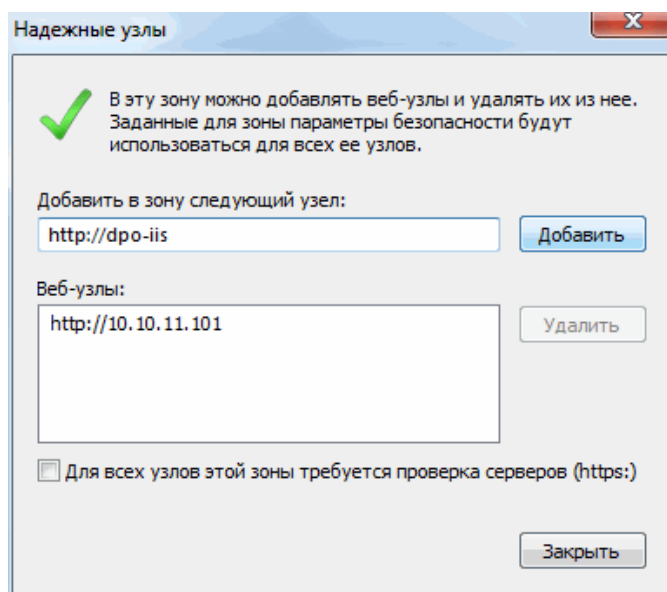 Надежные узлы
В эту зону можно добавлять веб-узлы и удалять их из нее.
Заданные для зоны параметры безопасности будут
использоваться для всех ее узлов.
Добавить в зону следующий узел:
http://dpo-iis
Добавить
Веб-узлы:
http://10.10.11.101
Удалить
Для всех узлов этой зоны требуется проверка серверов (https:)
Закрыть